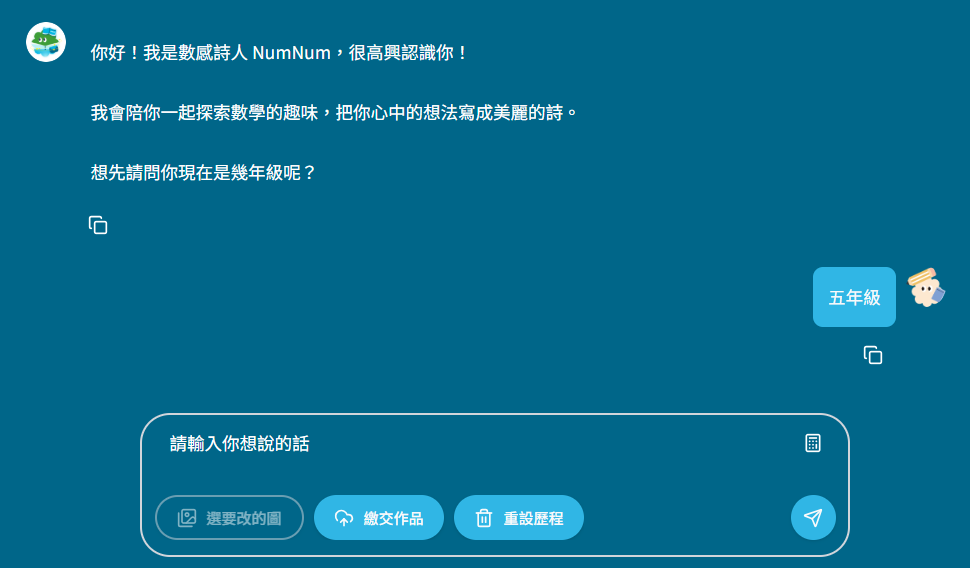 你好！我是數感詩人 NumNum，很高興認識你！
我會陪你一起探索數學的趣味，把你心中的想法寫成美麗的詩。
想先請問你現在是幾年級呢？
五年級
請輸入你想說的話
選要改的圖
繳交作品
重設歷程